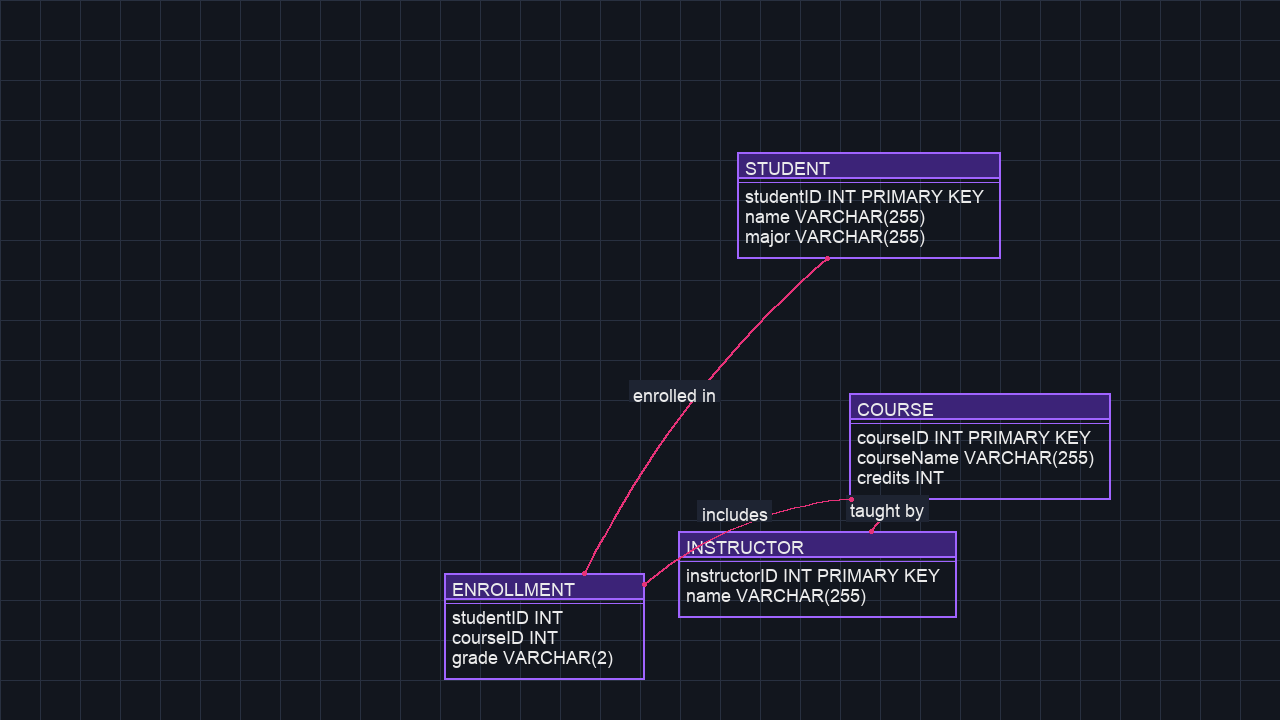 STUDENT
studentID INT PRIMARY KEY
name VARCHAR(255)
major VARCHAR(255)
enrolled in
COURSE
courseID INT PRIMARY KEY
courseName VARCHAR(255)
credits INT
includes
taught by
INSTRUCTOR
instructorID INT PRIMARY KEY
name VARCHAR(255)
ENROLLMENT
studentID INT
courseID INT
grade VARCHAR(2)